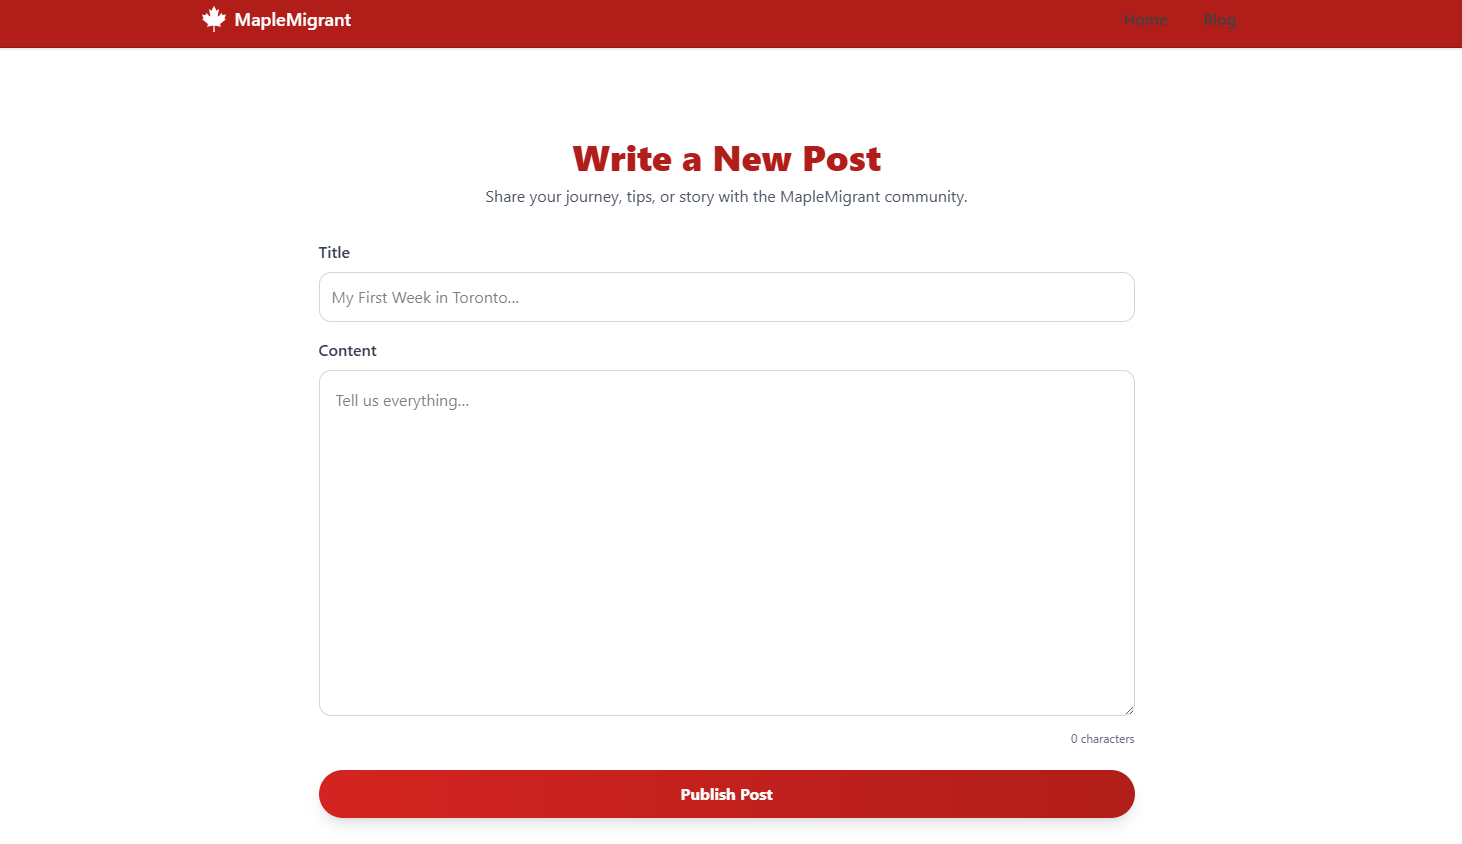 MapleMigrant
Home
Blog
Write a New Post
Share your journey, tips, or story with the MapleMigrant community.
Title
My First Week in Toronto...
Content
Tell us everything...
0 characters
Publish Post